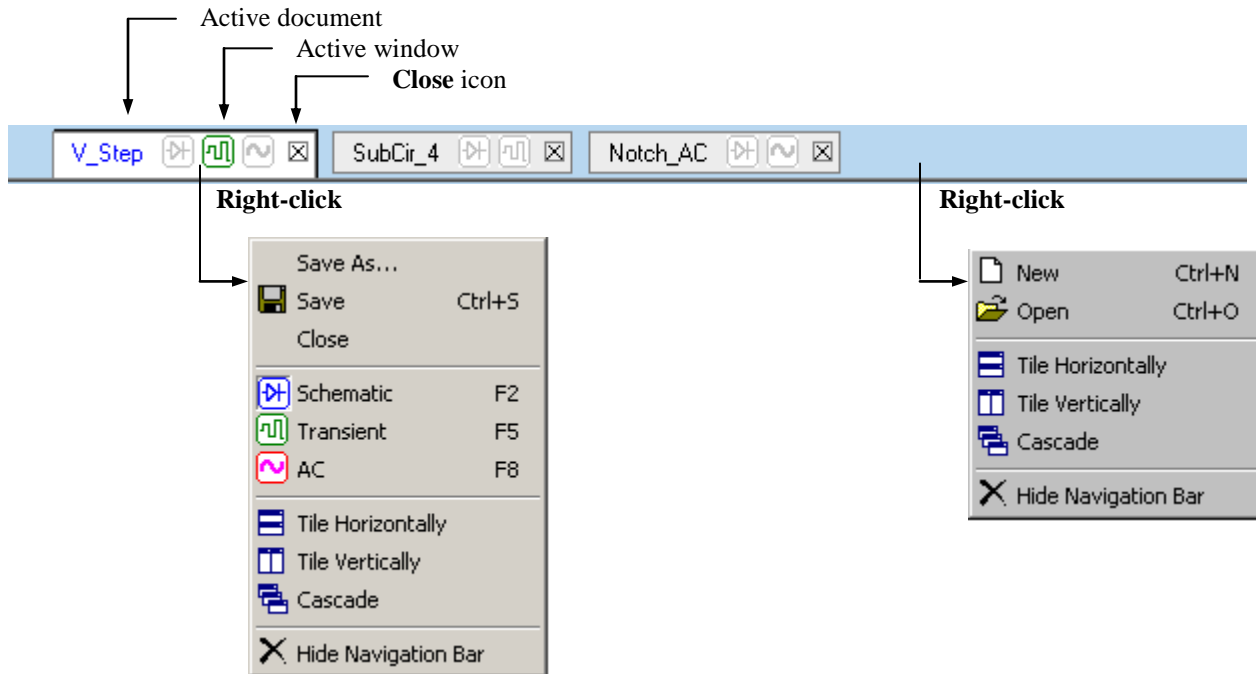 Active document
Active window
Close icon
V_Step
SubCir_4
Notch_AC
Right-click
Right-click
Save As...
Save Ctrl+S
Close
Schematic F2
Transient F5
AC F8
Tile Horizontally
Tile Vertically
Cascade
Hide Navigation Bar
New Ctrl+N
Open Ctrl+O
Tile Horizontally
Tile Vertically
Cascade
Hide Navigation Bar